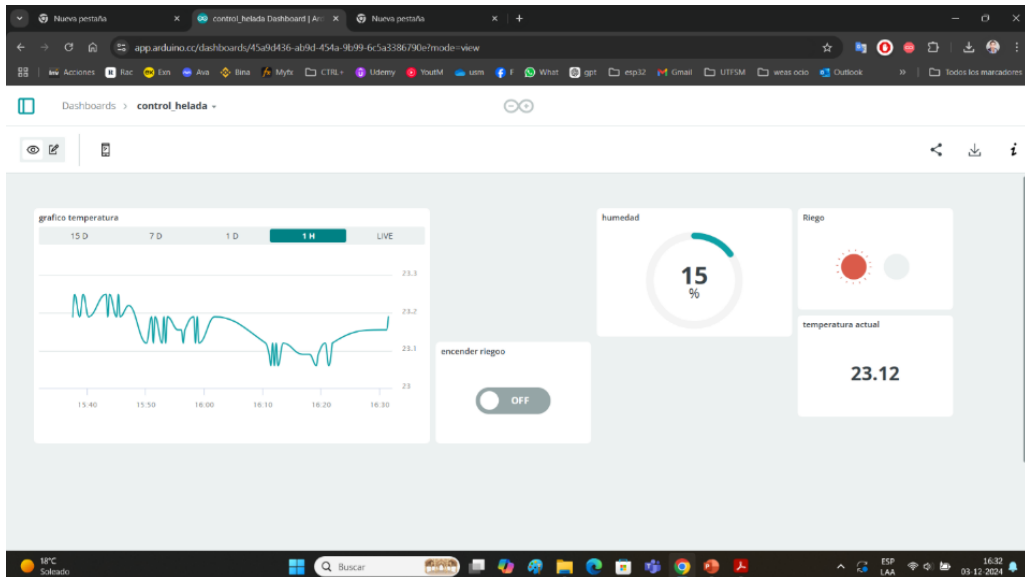 Nueva pestaña
control_helada Dashboard | Ar
Nueva pestaña
app.arduino.cc/dashboards/45a9d436-ab9d-454a-9b99-6c5a3386790e?mode=view
Acciones
Rac
Exn
Ava
Bina
Myfx
CTRL+
Udemy
YoutM
usm
F
What
gpt
esp32
Gmail
UTFSM
weas ocio
Outlook
»
Todos los marcadores
Dashboards > control_helada
grafico temperatura
15 D 7 D 1 D 1 H LIVE
23.3
23.2
23.1
23
15:40 15:50 16:00 16:10 16:20 16:30
encender riegoo
OFF
humedad
15
%
Riego
temperatura actual
23.12
18°C
Soleado
Buscar
ESP
LAA
16:32
03-12-2024